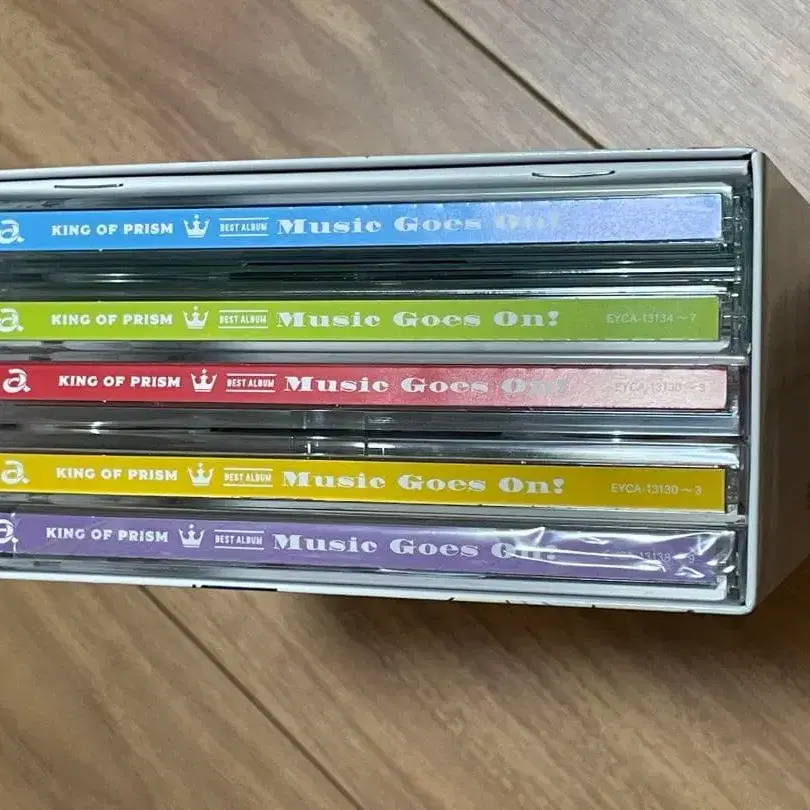 a. KING OF PRISM BEST ALBUM Music Goes On!
a. KING OF PRISM BEST ALBUM Music Goes On! EYCA-13134~7
a. KING OF PRISM BEST ALBUM Music Goes On!
a. KING OF PRISM BEST ALBUM Music Goes On! EYCA-13130~3
a. KING OF PRISM BEST ALBUM Music Goes On!